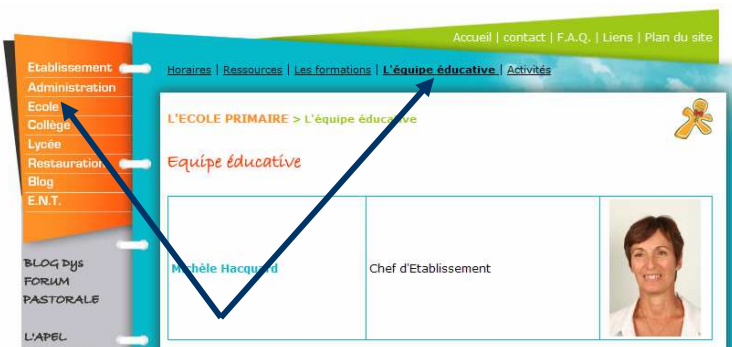 Accueil | contact | F.A.Q. | Liens | Plan du site
Horaires | Ressources | Les formations | L'équipe éducative | Activités
Etablissement
Administration
Ecole
Collège
Lycée
Restauration
Blog
E.N.T.
L'ECOLE PRIMAIRE > L'équipe éducative
Equipe éducative
Michèle Hacquard
Chef d'Etablissement
BLOG Dys
FORUM
PASTORALE
L'APEL